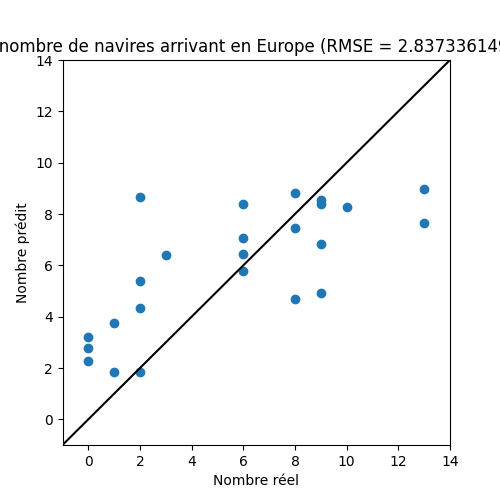 nombre de navires arrivant en Europe (RMSE = 2.837336149
14
12
10
8
6
4
2
0
Nombre prédit
0 2 4 6 8 10 12 14
Nombre réel